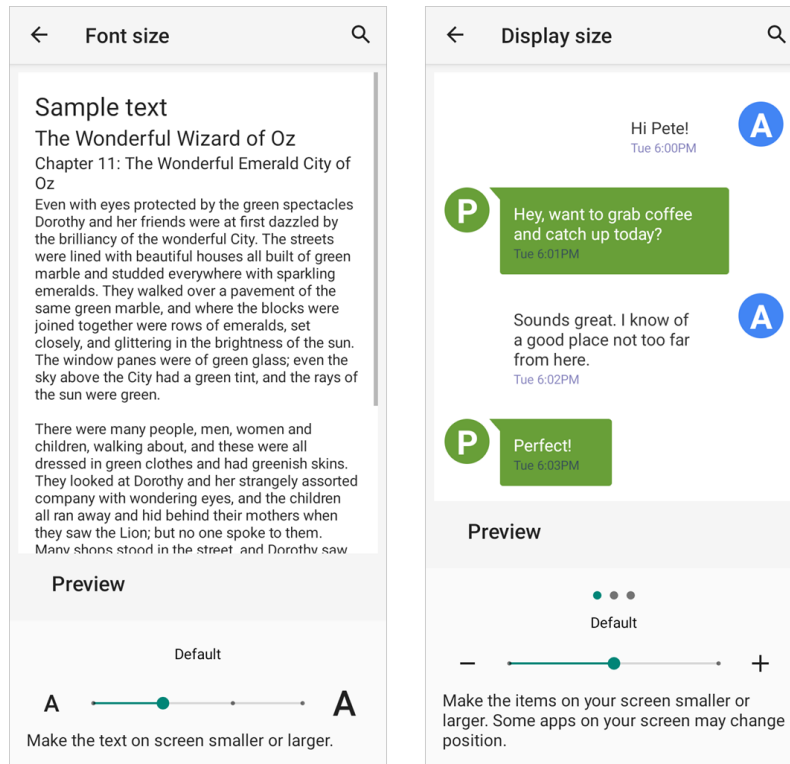 Font size
Sample text
The Wonderful Wizard of Oz
Chapter 11: The Wonderful Emerald City of
Oz
Even with eyes protected by the green spectacles
Dorothy and her friends were at first dazzled by
the brilliancy of the wonderful City. The streets
were lined with beautiful houses all built of green
marble and studded everywhere with sparkling
emeralds. They walked over a pavement of the
same green marble, and where the blocks were
joined together were rows of emeralds, set
closely, and glittering in the brightness of the sun.
The window panes were of green glass; even the
sky above the City had a green tint, and the rays of
the sun were green.
There were many people, men, women and
children, walking about, and these were all
dressed in green clothes and had greenish skins.
They looked at Dorothy and her strangely assorted
company with wondering eyes, and the children
all ran away and hid behind their mothers when
they saw the Lion; but no one spoke to them.
Many shops stood in the street, and Dorothy saw
Preview
Default
A A
Make the text on screen smaller or larger.
Display size
Hi Pete!
Tue 6:00PM
A
P
Hey, want to grab coffee
and catch up today?
Tue 6:01PM
Sounds great. I know of
a good place not too far
from here.
Tue 6:02PM
A
P
Perfect!
Tue 6:03PM
Preview
Default
Make the items on your screen smaller or
larger. Some apps on your screen may change
position.